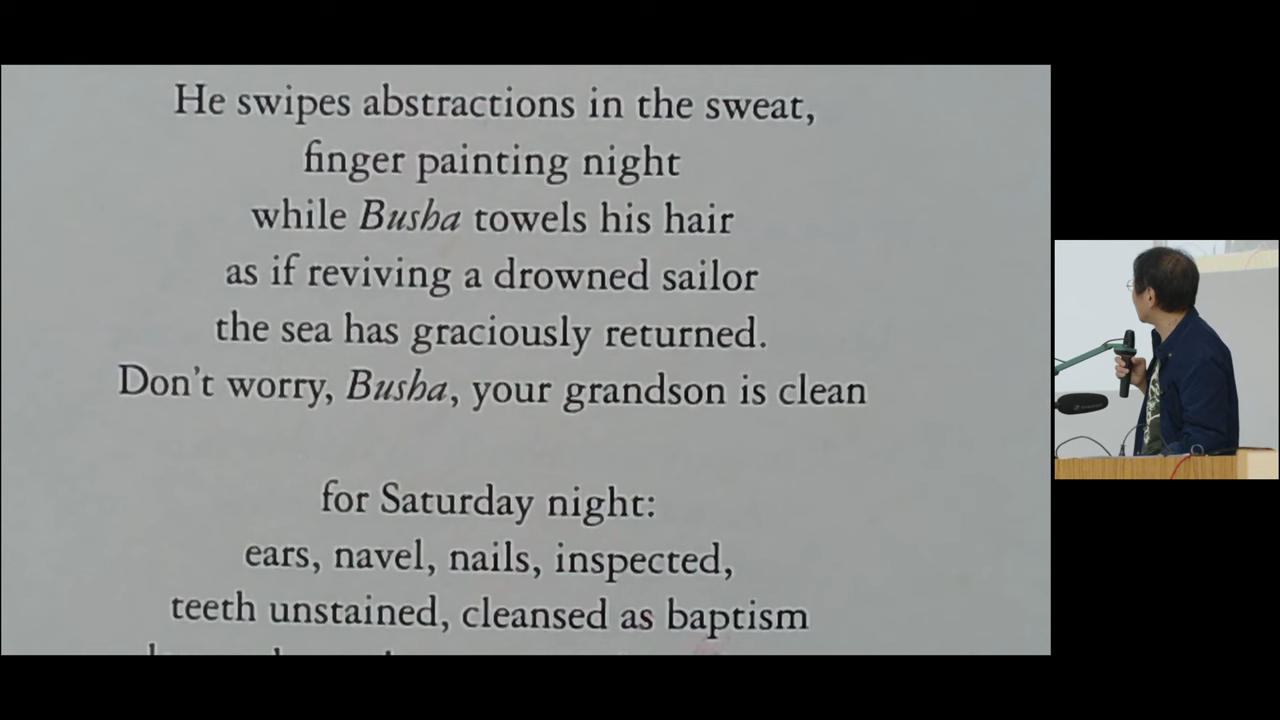 He swipes abstractions in the sweat,
finger painting night
while Busha towels his hair
as if reviving a drowned sailor
the sea has graciously returned.
Don't worry, Busha, your grandson is clean
for Saturday night:
ears, navel, nails, inspected,
teeth unstained, cleansed as baptism